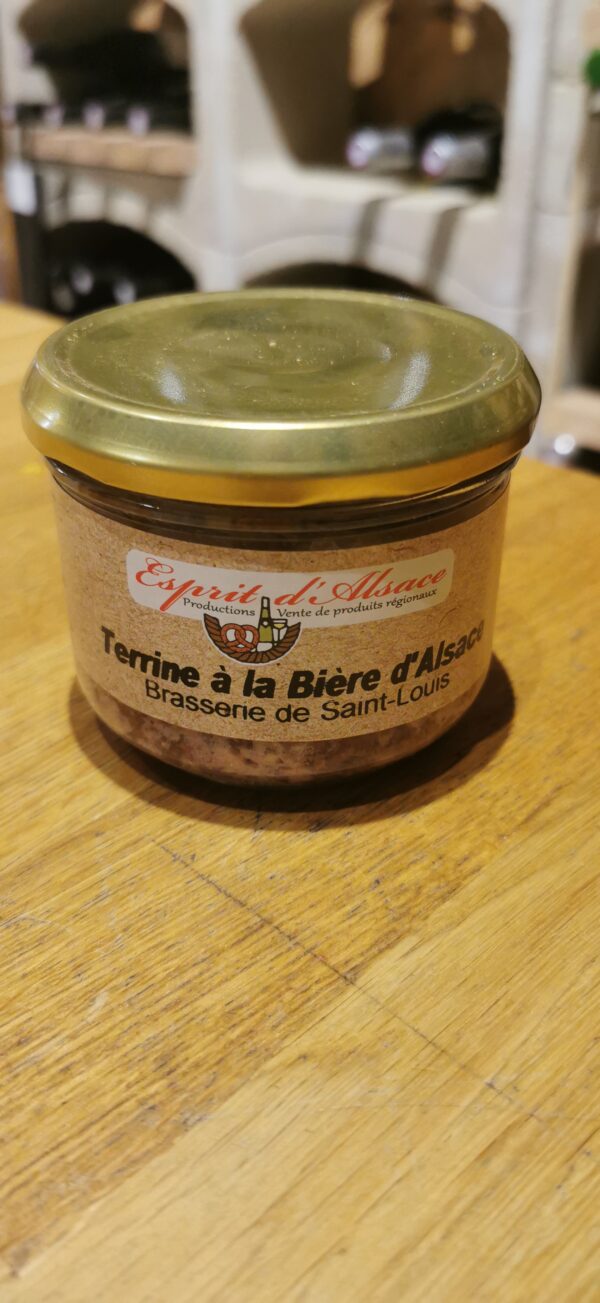 Esprit d'Alsace
Productions Vente de produits régionaux
Terrine à la Bière d'Alsace
Brasserie de Saint-Louis